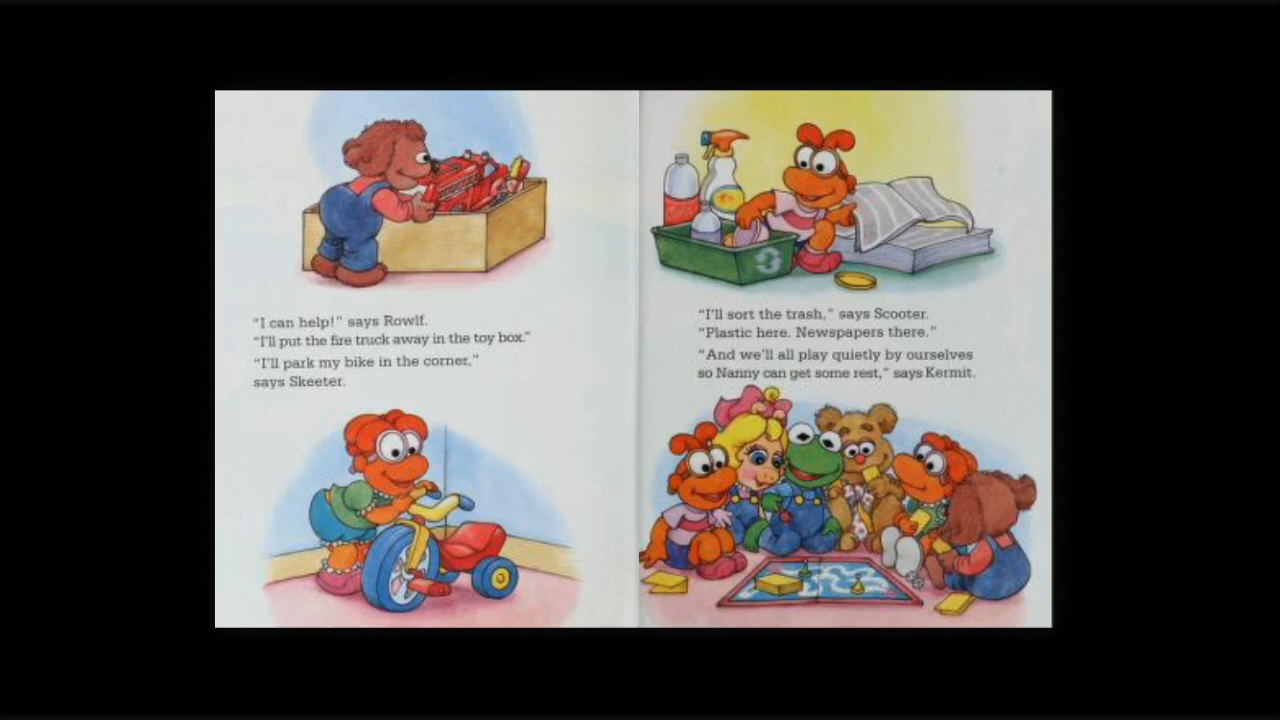 "I can help!" says Rowlf.
"I'll put the fire truck away in the toy box."
"I'll park my bike in the corner,"
says Skeeter.
"I'll sort the trash," says Scooter.
"Plastic here. Newspapers there."
"And we'll all play quietly by ourselves
so Nanny can get some rest," says Kermit.